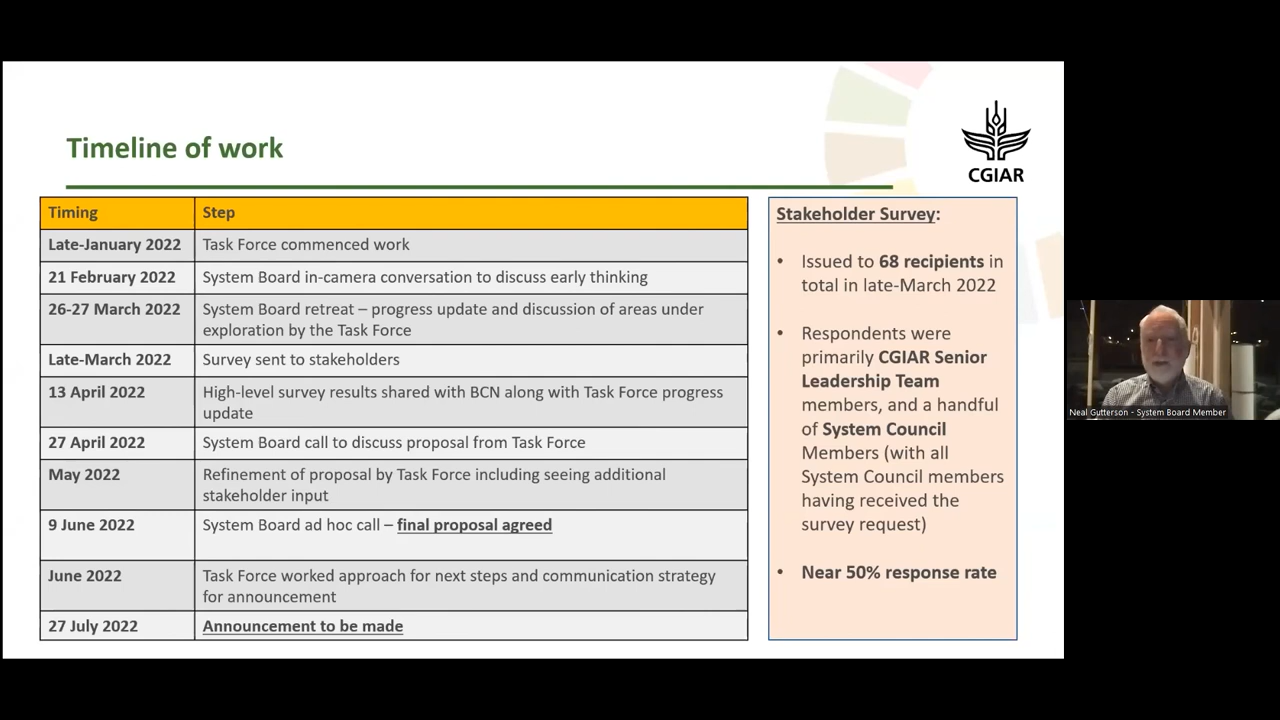 Timeline of work
CGIAR
Timing Step
Late-January 2022 Task Force commenced work
21 February 2022 System Board in-camera conversation to discuss early thinking
26-27 March 2022 System Board retreat – progress update and discussion of areas under
exploration by the Task Force
Late-March 2022 Survey sent to stakeholders
13 April 2022 High-level survey results shared with BCN along with Task Force progress
update
27 April 2022 System Board call to discuss proposal from Task Force
May 2022 Refinement of proposal by Task Force including seeing additional
stakeholder input
9 June 2022 System Board ad hoc call – final proposal agreed
June 2022 Task Force worked approach for next steps and communication strategy
for announcement
27 July 2022 Announcement to be made
Stakeholder Survey:
• Issued to 68 recipients in
total in late-March 2022
• Respondents were
primarily CGIAR Senior
Leadership Team
members, and a handful
of System Council
Members (with all
System Council members
having received the
survey request)
• Near 50% response rate
Neal Gutterson - System Board Member